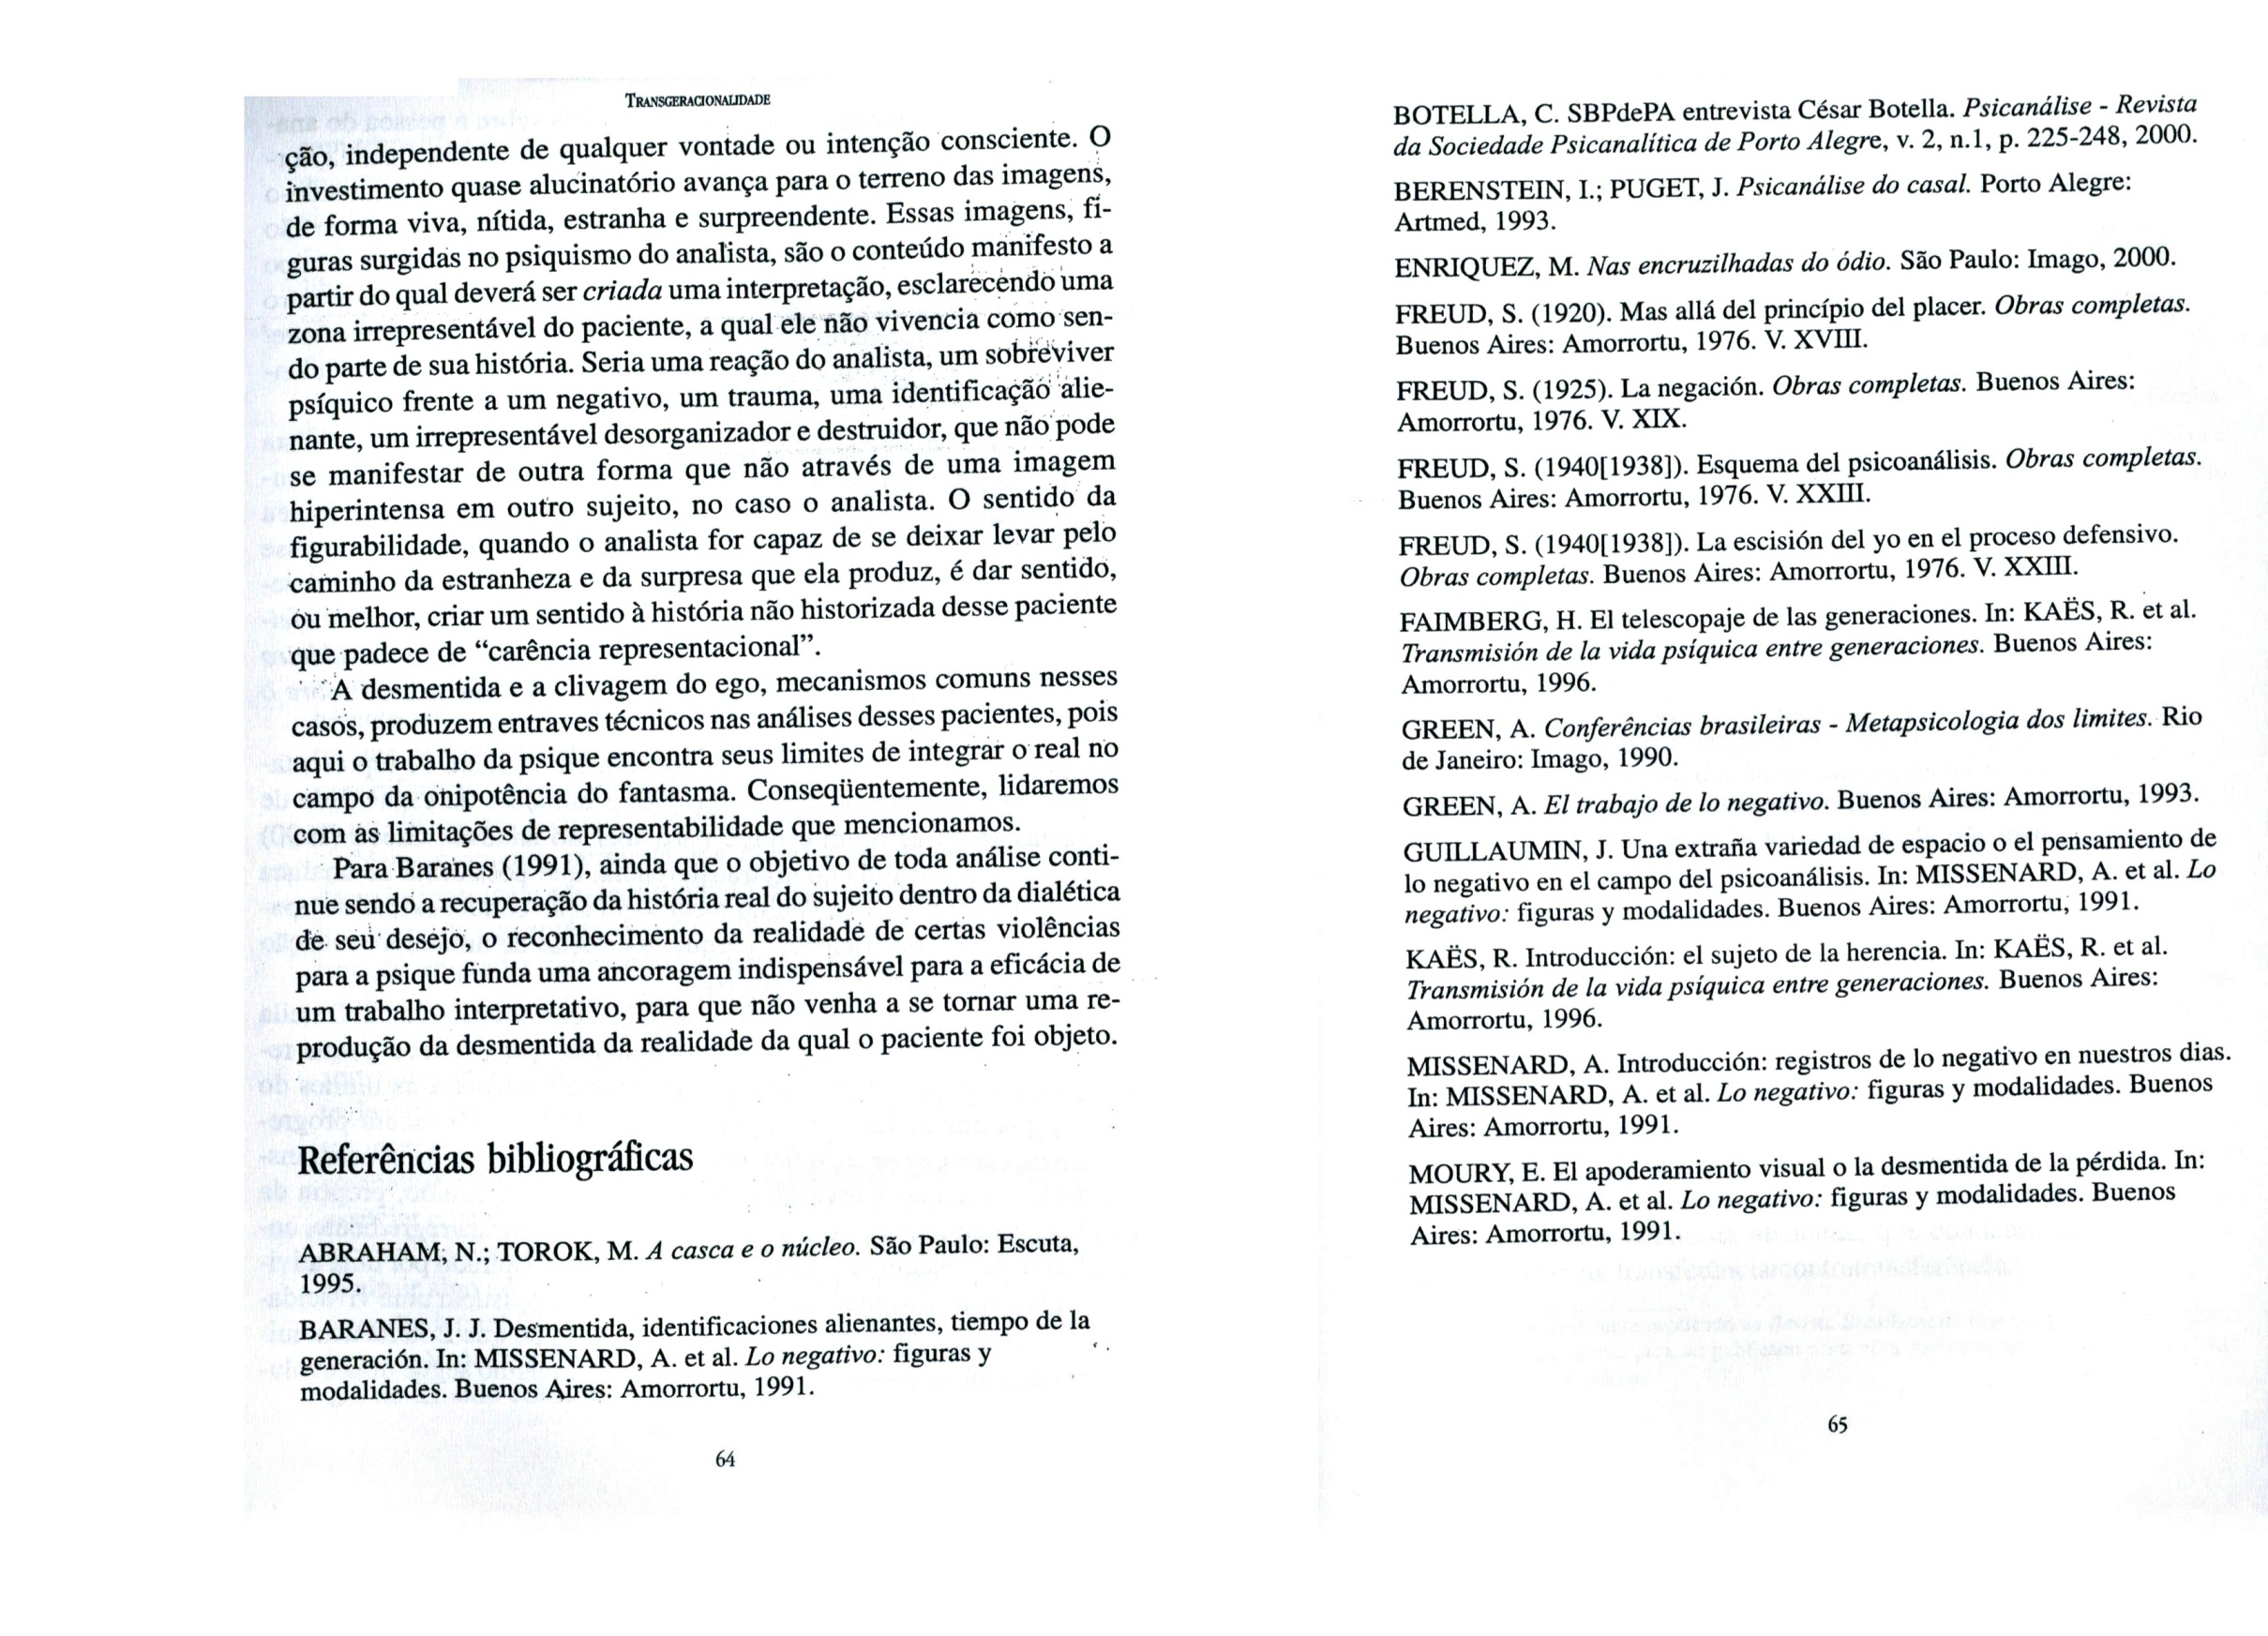 TRANSGERACIONALIDADE
ção, independente de qualquer vontade ou intenção consciente. O
investimento quase alucinatório avança para o terreno das imagens,
de forma viva, nítida, estranha e surpreendente. Essas imagens, fi-
guras surgidas no psiquismo do analista, são o conteúdo manifesto a
partir do qual deverá ser criada uma interpretação, esclarecendo uma
zona irrepresentável do paciente, a qual ele não vivencia como sen-
do parte de sua história. Seria uma reação do analista, um sobreviver
psíquico frente a um negativo, um trauma, uma identificação alie-
nante, um irrepresentável desorganizador e destruidor, que não pode
se manifestar de outra forma que não através de uma imagem
hiperintensa em outro sujeito, no caso o analista. O sentido da
figurabilidade, quando o analista for capaz de se deixar levar pelo
caminho da estranheza e da surpresa que ela produz, é dar sentido,
ou melhor, criar um sentido à história não historizada desse paciente
que padece de “carência representacional”.
A desmentida e a clivagem do ego, mecanismos comuns nesses
casos, produzem entraves técnicos nas análises desses pacientes, pois
aqui o trabalho da psique encontra seus limites de integrar o real no
campo da onipotência do fantasma. Conseqüentemente, lidaremos
com as limitações de representabilidade que mencionamos.
Para Baranes (1991), ainda que o objetivo de toda análise conti-
nue sendo a recuperação da história real do sujeito dentro da dialética
de seu desejo, o reconhecimento da realidade de certas violências
para a psique funda uma ancoragem indispensável para a eficácia de
um trabalho interpretativo, para que não venha a se tornar uma re-
produção da desmentida da realidade da qual o paciente foi objeto.
Referências bibliográficas
ABRAHAM, N.; TOROK, M. A casca e o núcleo. São Paulo: Escuta,
1995.
BARANES, J. J. Desmentida, identificaciones alienantes, tiempo de la
generación. In: MISSENARD, A. et al. Lo negativo: figuras y
modalidades. Buenos Aires: Amorrortu, 1991.
64
BOTELLA, C. SBPdePA entrevista César Botella. Psicanálise - Revista
da Sociedade Psicanalítica de Porto Alegre, v. 2, n.1, p. 225-248, 2000.
BERENSTEIN, I.; PUGET, J. Psicanálise do casal. Porto Alegre:
Artmed, 1993.
ENRIQUEZ, M. Nas encruzilhadas do ódio. São Paulo: Imago, 2000.
FREUD, S. (1920). Mas allá del princípio del placer. Obras completas.
Buenos Aires: Amorrortu, 1976. V. XVIII.
FREUD, S. (1925). La negación. Obras completas. Buenos Aires:
Amorrortu, 1976. V. XIX.
FREUD, S. (1940[1938]). Esquema del psicoanálisis. Obras completas.
Buenos Aires: Amorrortu, 1976. V. XXIII.
FREUD, S. (1940[1938]). La escisión del yo en el proceso defensivo.
Obras completas. Buenos Aires: Amorrortu, 1976. V. XXIII.
FAIMBERG, H. El telescopaje de las generaciones. In: KAËS, R. et al.
Transmisión de la vida psíquica entre generaciones. Buenos Aires:
Amorrortu, 1996.
GREEN, A. Conferências brasileiras - Metapsicologia dos limites. Rio
de Janeiro: Imago, 1990.
GREEN, A. El trabajo de lo negativo. Buenos Aires: Amorrortu, 1993.
GUILLAUMIN, J. Una extraña variedad de espacio o el pensamiento de
lo negativo en el campo del psicoanálisis. In: MISSENARD, A. et al. Lo
negativo: figuras y modalidades. Buenos Aires: Amorrortu, 1991.
KAËS, R. Introducción: el sujeto de la herencia. In: KAËS, R. et al.
Transmisión de la vida psíquica entre generaciones. Buenos Aires:
Amorrortu, 1996.
MISSENARD, A. Introducción: registros de lo negativo en nuestros dias.
In: MISSENARD, A. et al. Lo negativo: figuras y modalidades. Buenos
Aires: Amorrortu, 1991.
MOURY, E. El apoderamiento visual o la desmentida de la pérdida. In:
MISSENARD, A. et al. Lo negativo: figuras y modalidades. Buenos
Aires: Amorrortu, 1991.
65